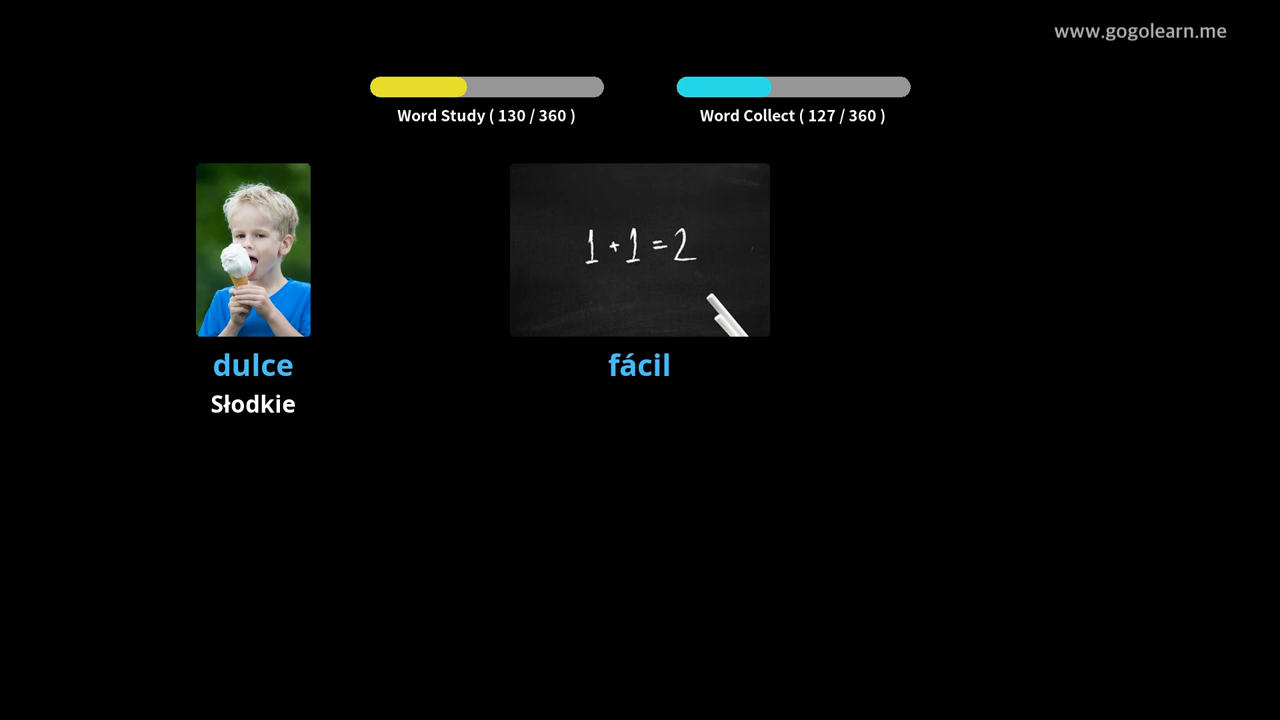 www.gogolearn.me
Word Study ( 130 / 360 )
Word Collect ( 127 / 360 )
1 + 1 = 2
dulce
fácil
Słodkie